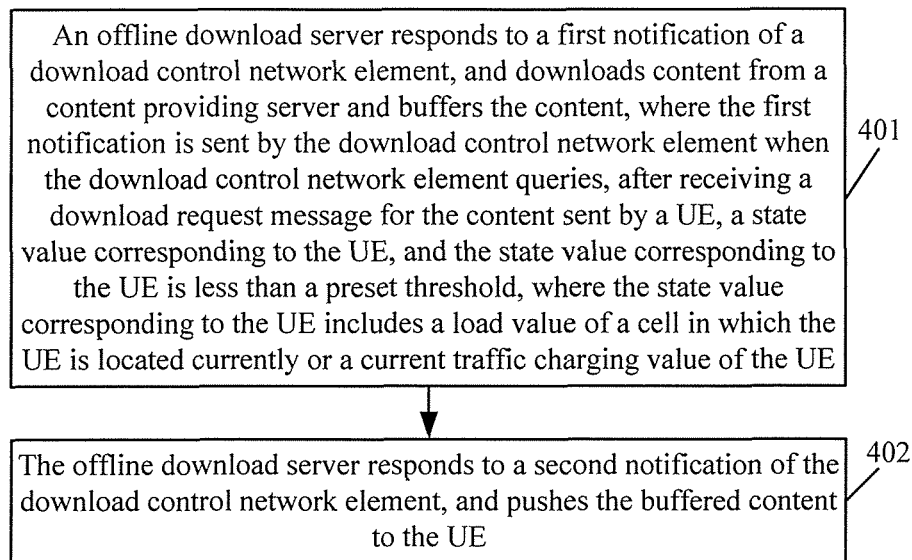 An offline download server responds to a first notification of a
download control network element, and downloads content from a
content providing server and buffers the content, where the first
notification is sent by the download control network element when
the download control network element queries, after receiving a
download request message for the content sent by a UE, a state
value corresponding to the UE, and the state value corresponding to
the UE is less than a preset threshold, where the state value
corresponding to the UE includes a load value of a cell in which the
UE is located currently or a current traffic charging value of the UE
401
The offline download server responds to a second notification of the
download control network element, and pushes the buffered content
to the UE
402